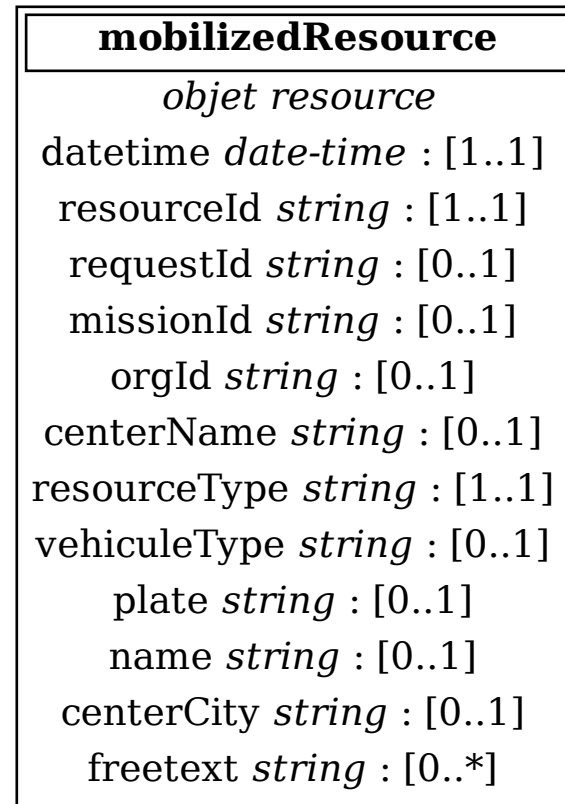 mobilizedResource
objet resource
datetime date-time : [1..1]
resourceId string : [1..1]
requestId string : [0..1]
missionId string : [0..1]
orgId string : [0..1]
centerName string : [0..1]
resourceType string : [1..1]
vehiculeType string : [0..1]
plate string : [0..1]
name string : [0..1]
centerCity string : [0..1]
freetext string : [0..*]